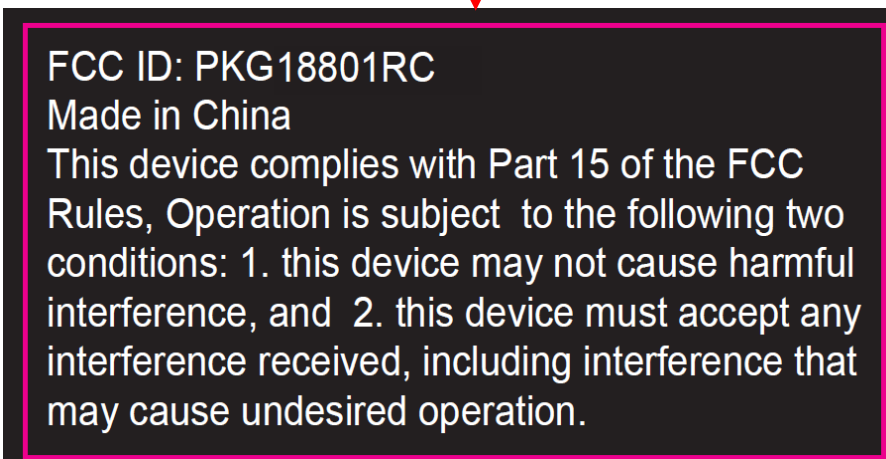 FCC ID: PKG18801RC
Made in China
This device complies with Part 15 of the FCC
Rules, Operation is subject  to the following two
conditions: 1. this device may not cause harmful
interference, and  2. this device must accept any
interference received, including interference that
may cause undesired operation.